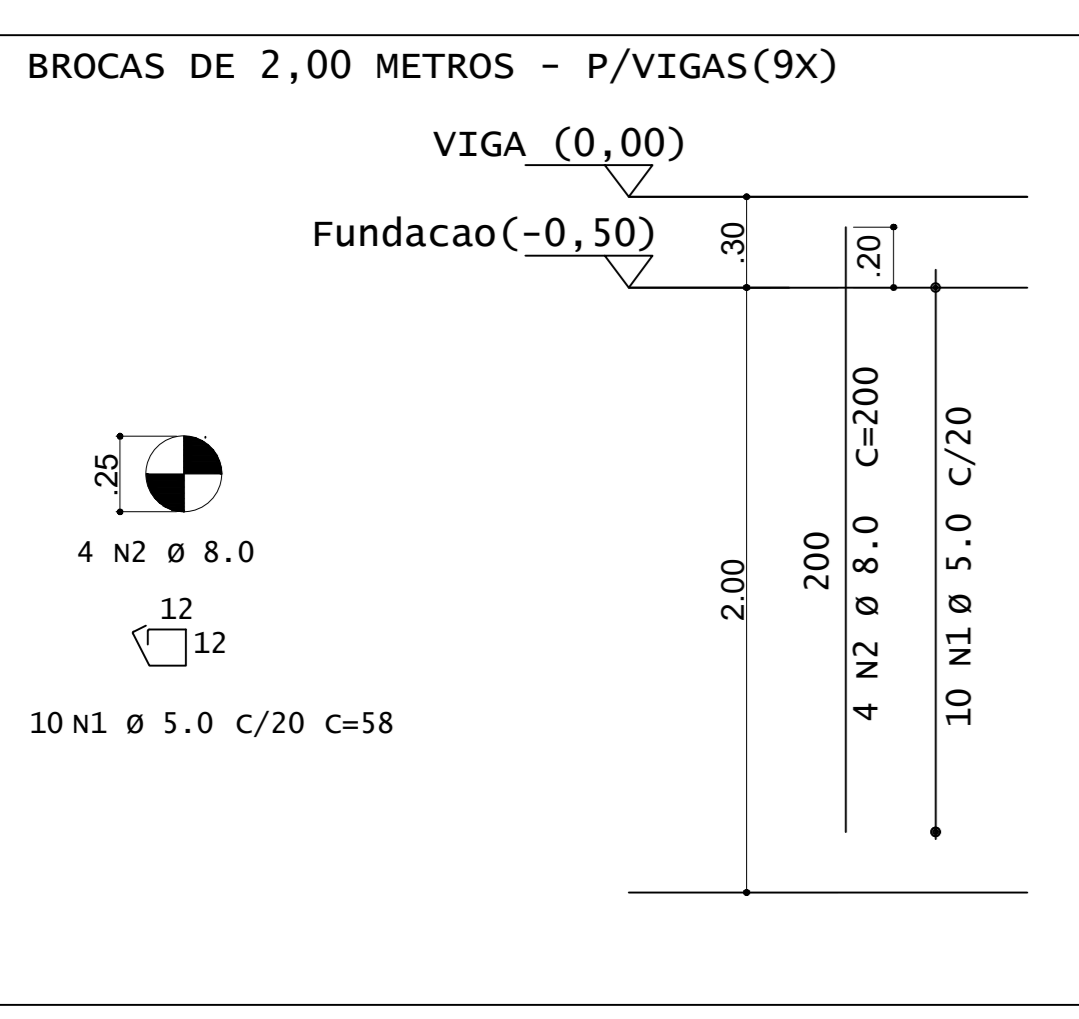 BROCAS DE 2,00 METROS - P/VIGAS(9X)
VIGA (0,00)
Fundacao(-0,50)
.30
.20
.25
4 N2 Ø 8.0
12
12
10 N1 Ø 5.0 C/20 C=58
2.00
200
4 N2 Ø 8.0 C=200
10 N1 Ø 5.0 C/20